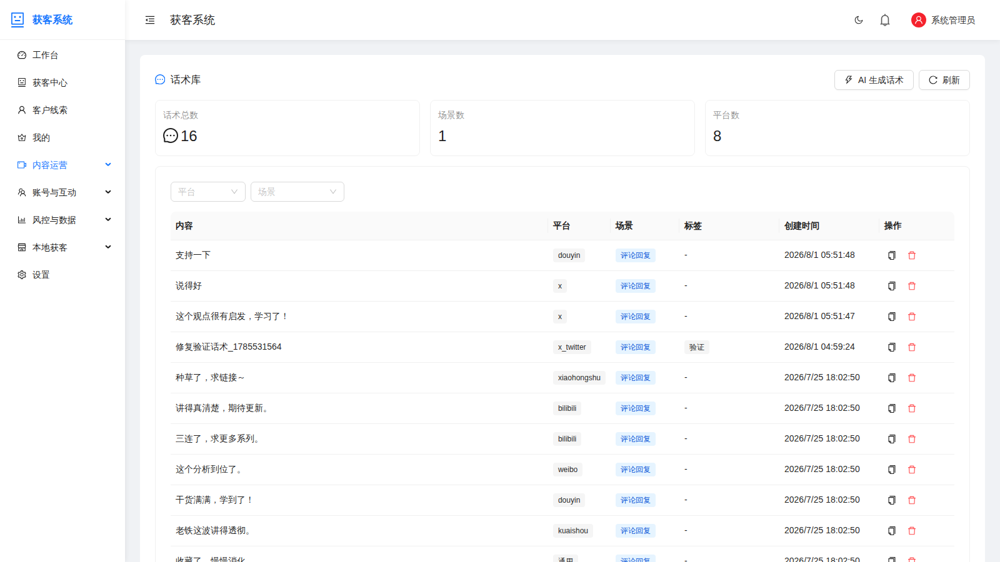 获客系统
获客系统
系统管理员
工作台
获客中心
客户线索
我的
内容运营
账号与互动
风控与数据
本地获客
设置
话术库
AI 生成话术
刷新
话术总数
16
场景数
1
平台数
8
平台
场景
内容 平台 场景 标签 创建时间 操作
支持一下 douyin 评论回复 - 2026/8/1 05:51:48
说得好 x 评论回复 - 2026/8/1 05:51:48
这个观点很有启发，学习了！ x 评论回复 - 2026/8/1 05:51:47
修复验证话术_1785531564 x_twitter 评论回复 验证 2026/8/1 04:59:24
种草了，求链接～ xiaohongshu 评论回复 - 2026/7/25 18:02:50
讲得真清楚，期待更新。 bilibili 评论回复 - 2026/7/25 18:02:50
三连了，求更多系列。 bilibili 评论回复 - 2026/7/25 18:02:50
这个分析到位了。 weibo 评论回复 - 2026/7/25 18:02:50
干货满满，学到了！ douyin 评论回复 - 2026/7/25 18:02:50
老铁这波讲得透彻。 kuaishou 评论回复 - 2026/7/25 18:02:50
收藏了，慢慢消化 通用 评论回复 - 2026/7/25 18:02:50